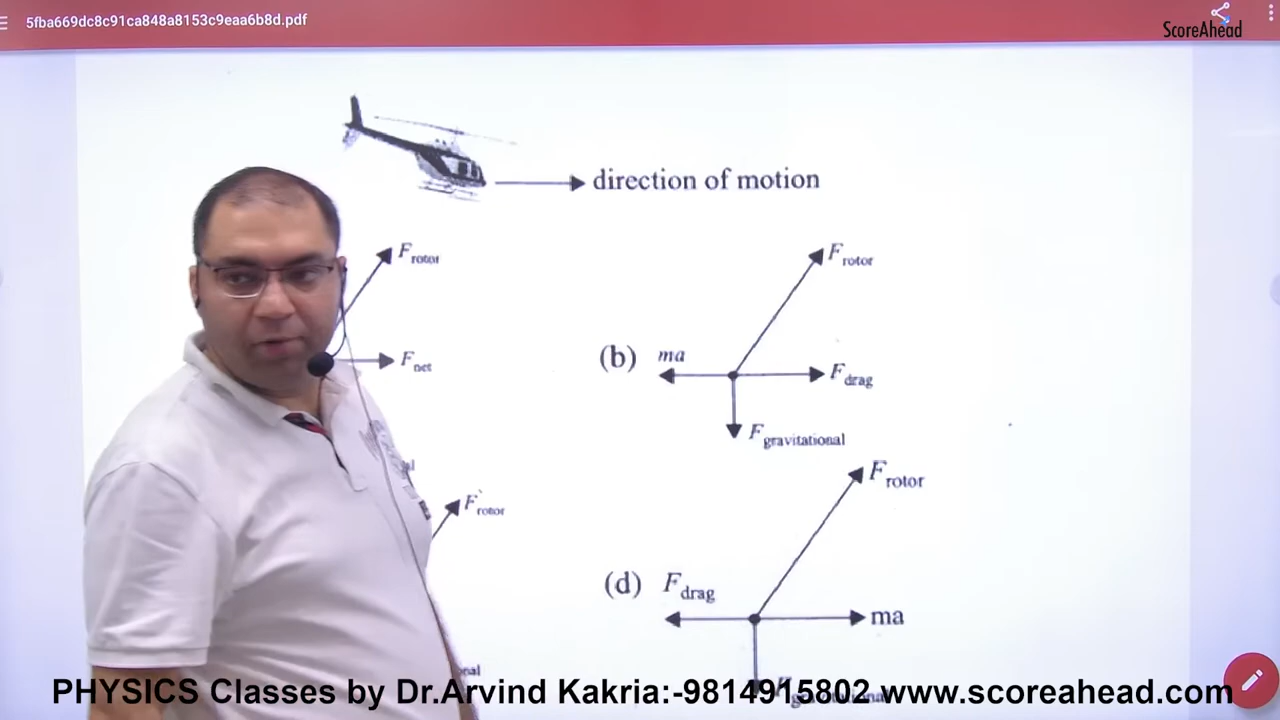 5fba669dc8c91ca848a8153c9eaa6b8d.pdf
ScoreAhead
direction of motion
F rotor
F net
(b) ma
F rotor
F drag
F gravitational
F rotor
(d) F drag
F rotor
ma
PHYSICS Classes by Dr.Arvind Kakria:-9814915802 www.scoreahead.com